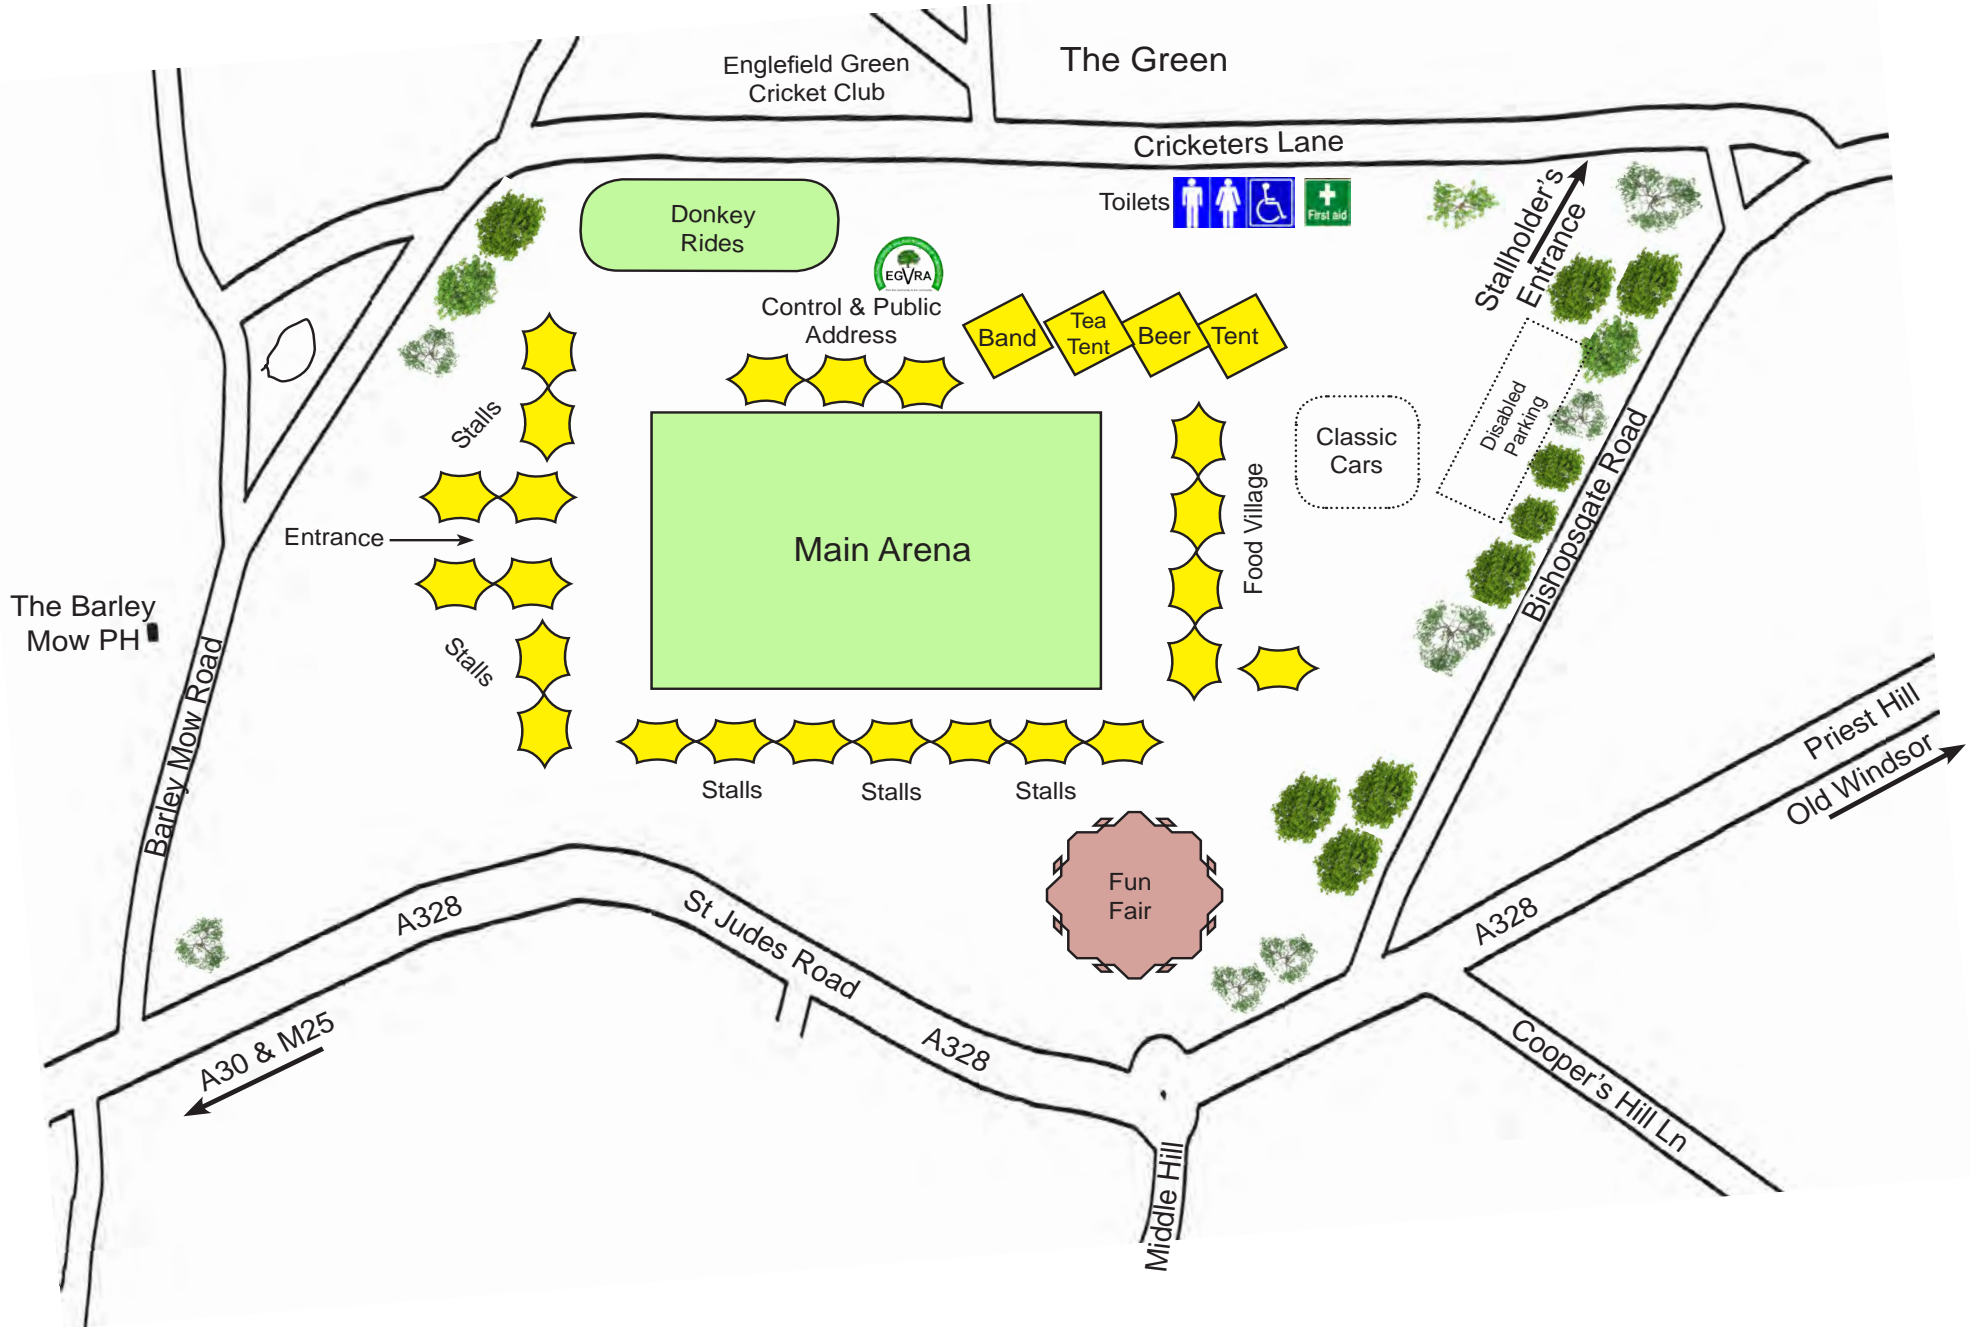 Englefield Green
Cricket Club
The Green
Cricketers Lane
Toilets
First aid
Stallholder's
Entrance
Donkey
Rides
EGVRA
Control & Public
Address
Band
Tea
Tent
Beer
Tent
Stalls
Classic
Cars
Disabled
Parking
Food Village
Main Arena
Entrance
Bishopsgate Road
The Barley
Mow PH
Stalls
Barley Mow Road
Stalls
Stalls
Stalls
Priest Hill
Old Windsor
Fun
Fair
A328
St Judes Road
A328
A328
A30 & M25
Cooper's Hill Ln
Middle Hill